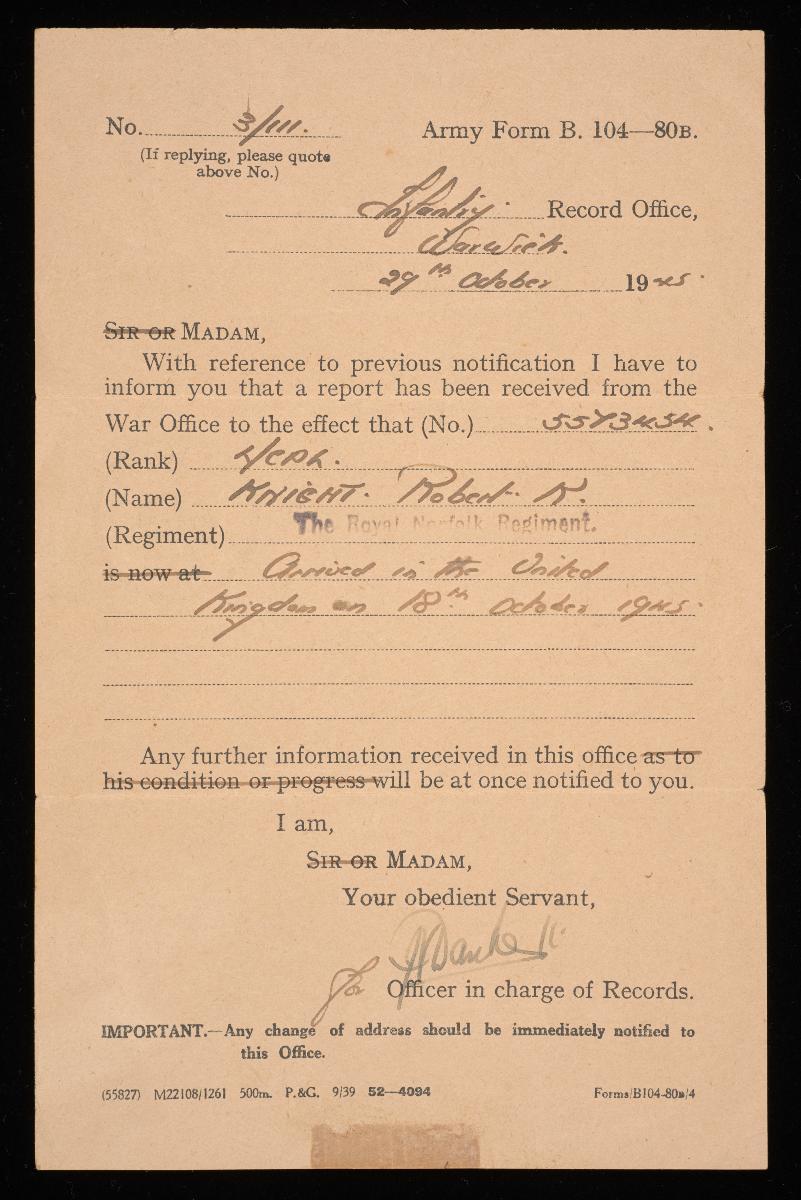 No. 3/111.
Army Form B. 104—80B.
(If replying, please quote
above No.)
Infantry. Record Office,
Warwick.
29th October 1945.
SIR OR MADAM,
With reference to previous notification I have to
inform you that a report has been received from the
War Office to the effect that (No.) 5573454.
(Rank) L/CPL.
(Name) KNIGHT. Robert. K.
(Regiment) The Royal Norfolk Regiment.
is now at Arrived in the United
Kingdom on 18th October 1945.
Any further information received in this office as to
his condition or progress will be at once notified to you.
I am,
SIR OR MADAM,
Your obedient Servant,
for Officer in charge of Records.
IMPORTANT.—Any change of address should be immediately notified to
this Office.
(55827) M22108/1261 500m. P.&G. 9/39 52—4094 Forms/B104-80B/4